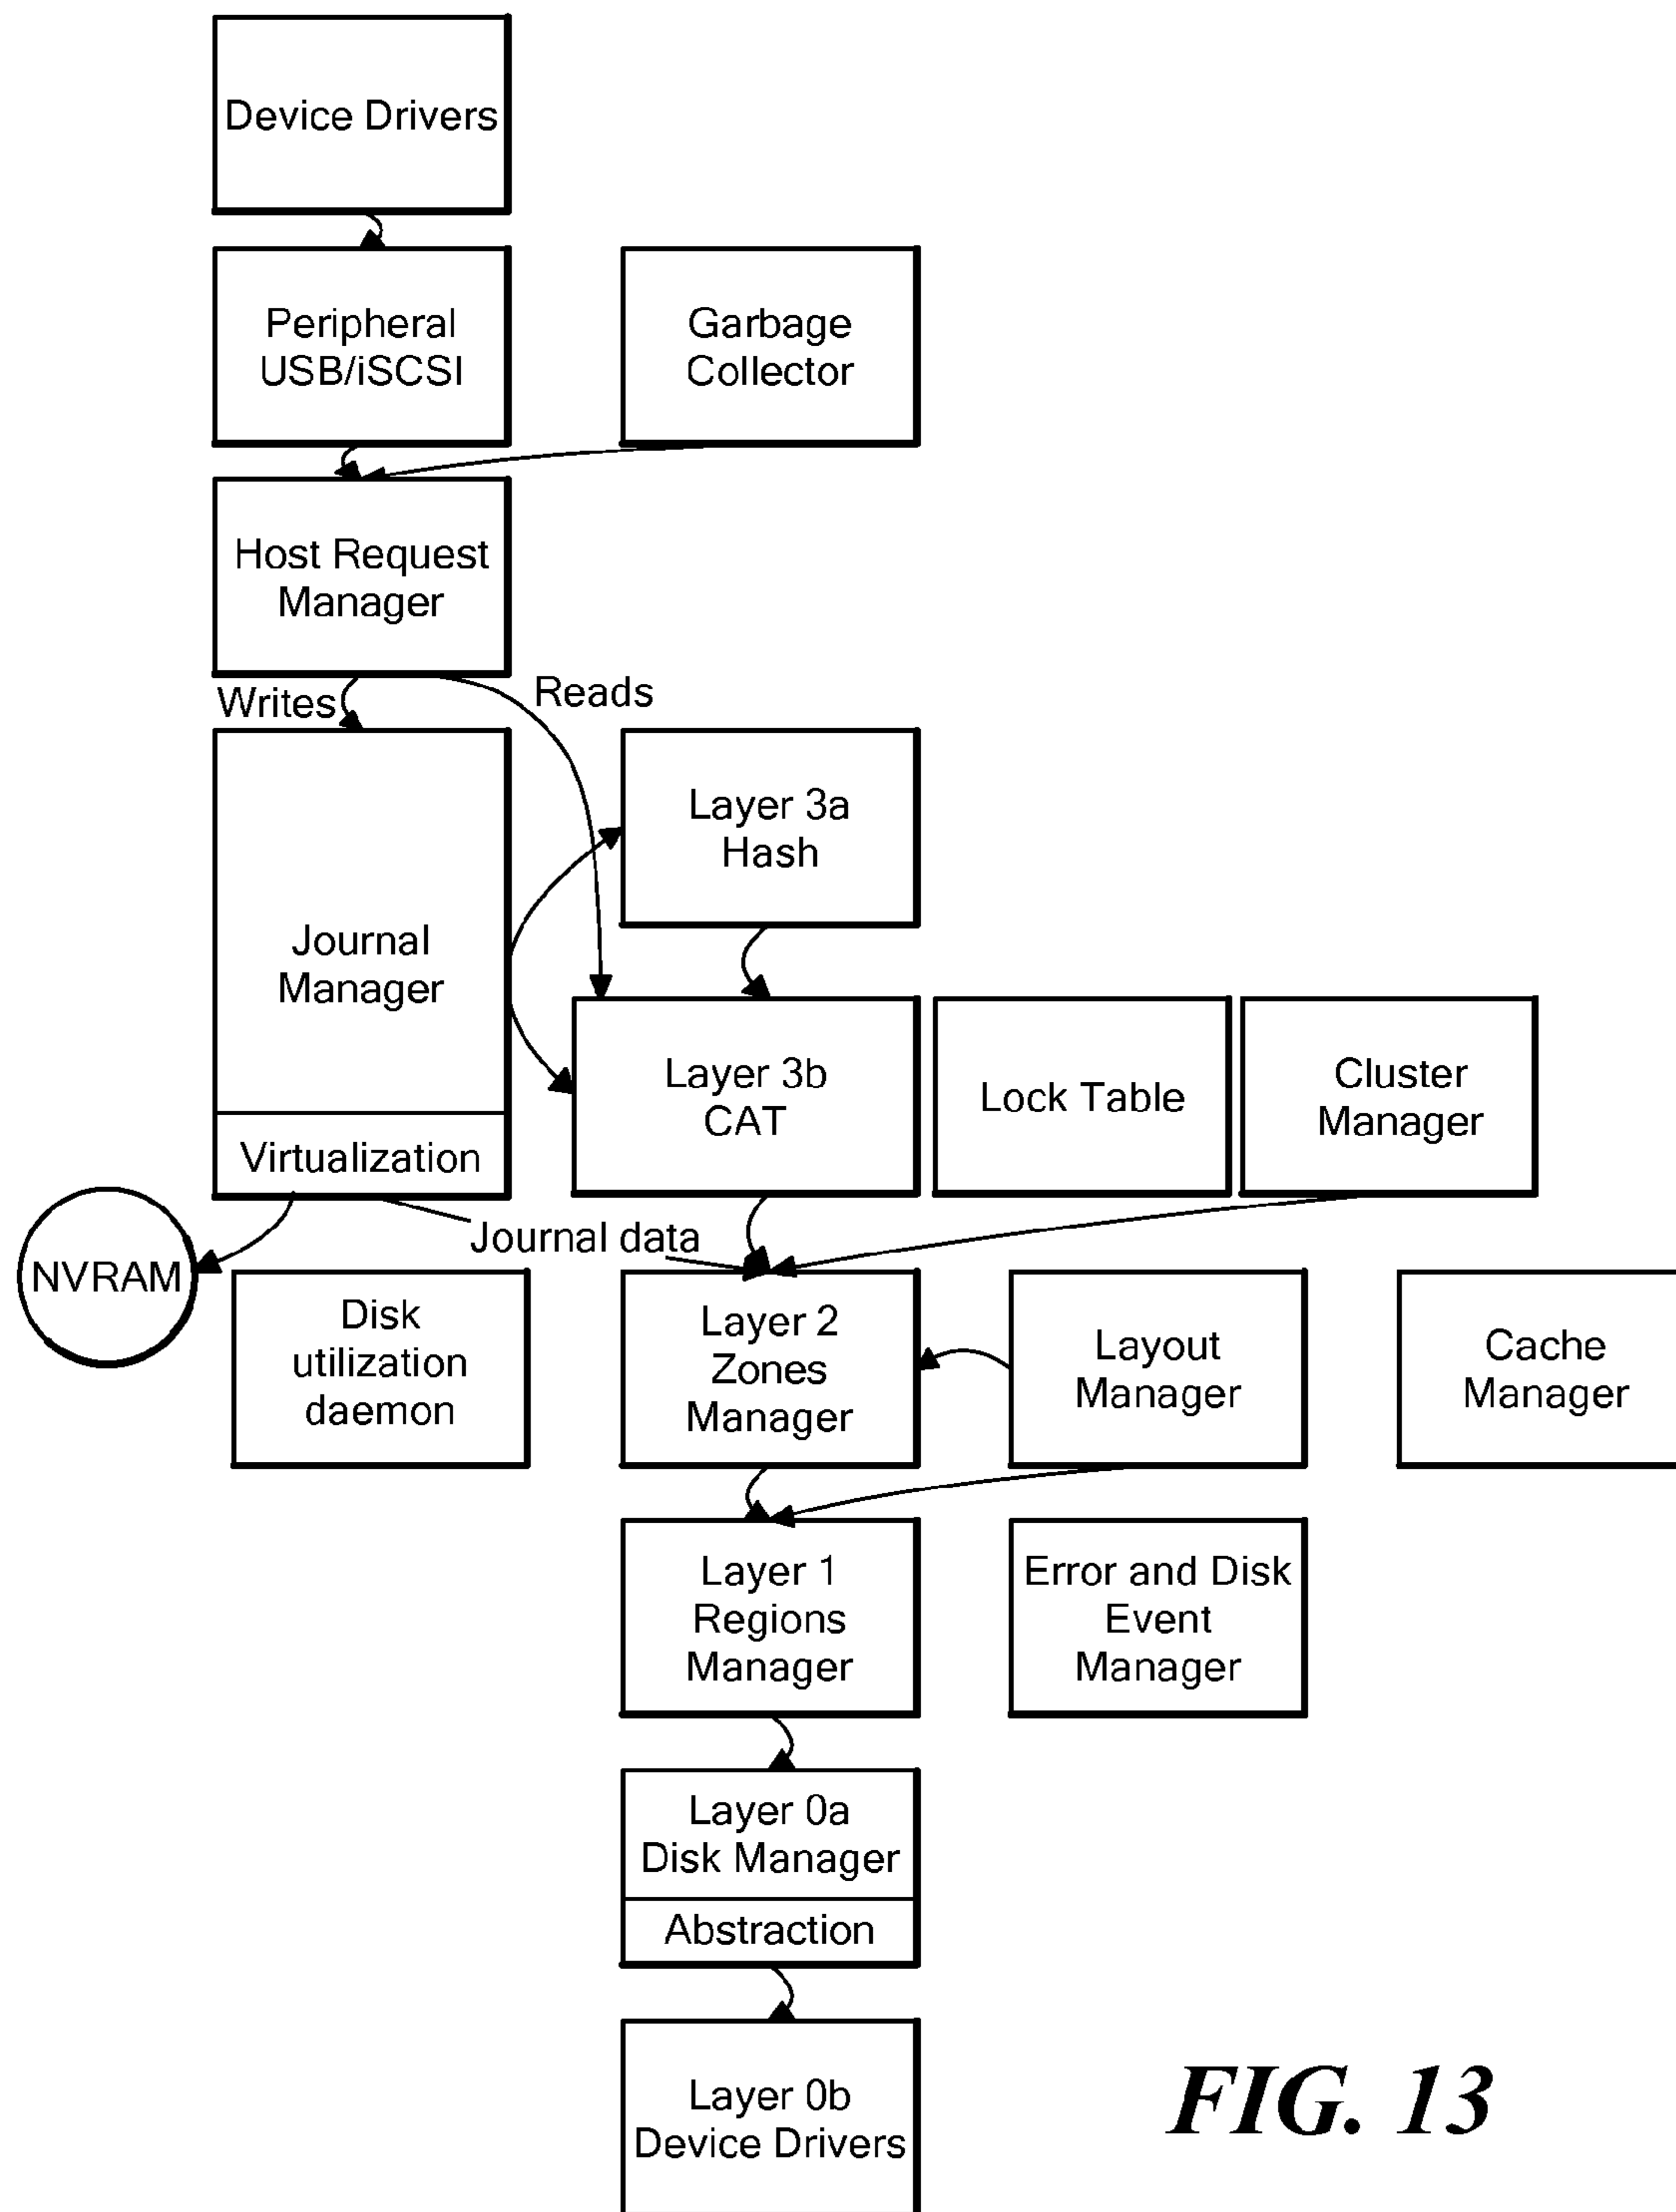 Device Drivers
Peripheral
USB/iSCSI
Garbage
Collector
Host Request
Manager
Writes
Reads
Layer 3a
Hash
Journal
Manager
Virtualization
Layer 3b
CAT
Lock Table
Cluster
Manager
NVRAM
Journal data
Disk
utilization
daemon
Layer 2
Zones
Manager
Layout
Manager
Cache
Manager
Layer 1
Regions
Manager
Error and Disk
Event
Manager
Layer 0a
Disk Manager
Abstraction
Layer 0b
Device Drivers
FIG. 13